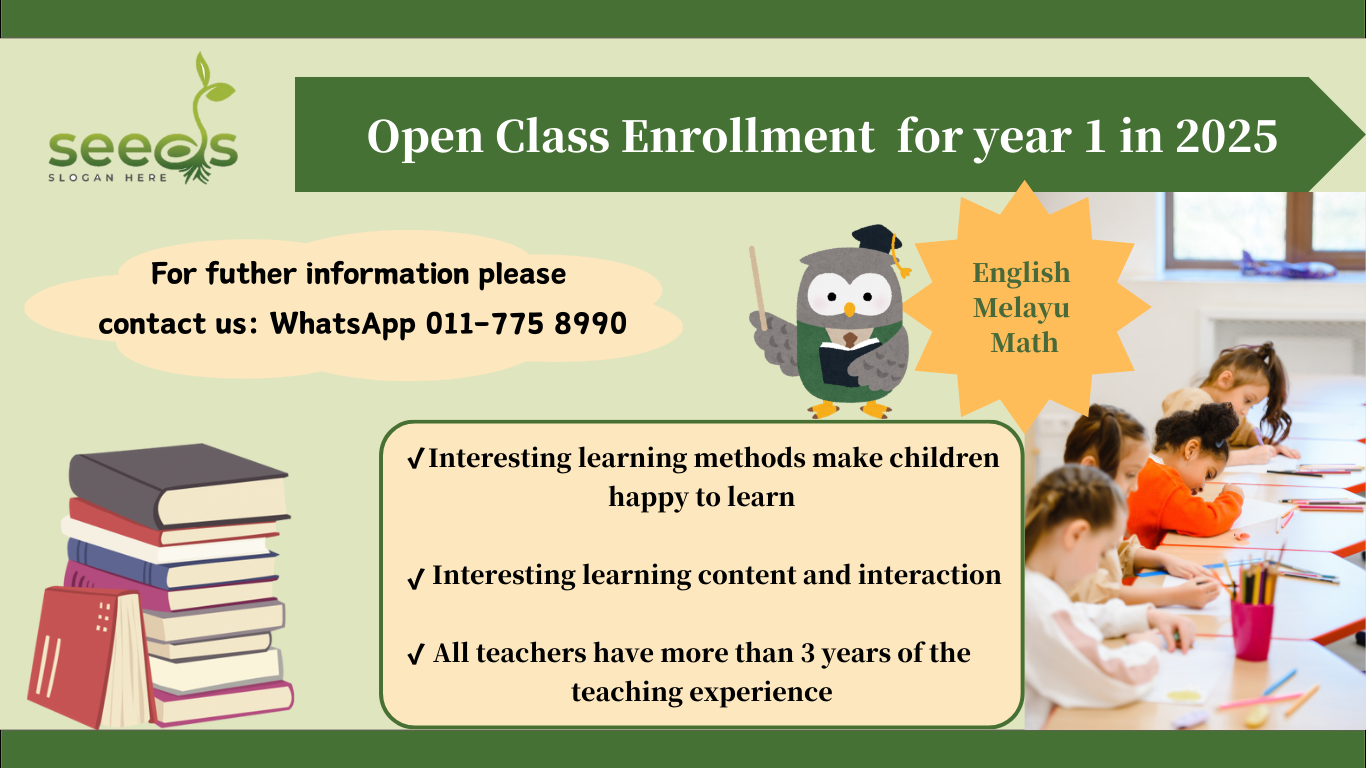 seeds
SLOGAN HERE
Open Class Enrollment for year 1 in 2025
For futher information please
contact us: WhatsApp 011-775 8990
English
Melayu
Math
✓Interesting learning methods make children
happy to learn
✓ Interesting learning content and interaction
✓ All teachers have more than 3 years of the
teaching experience